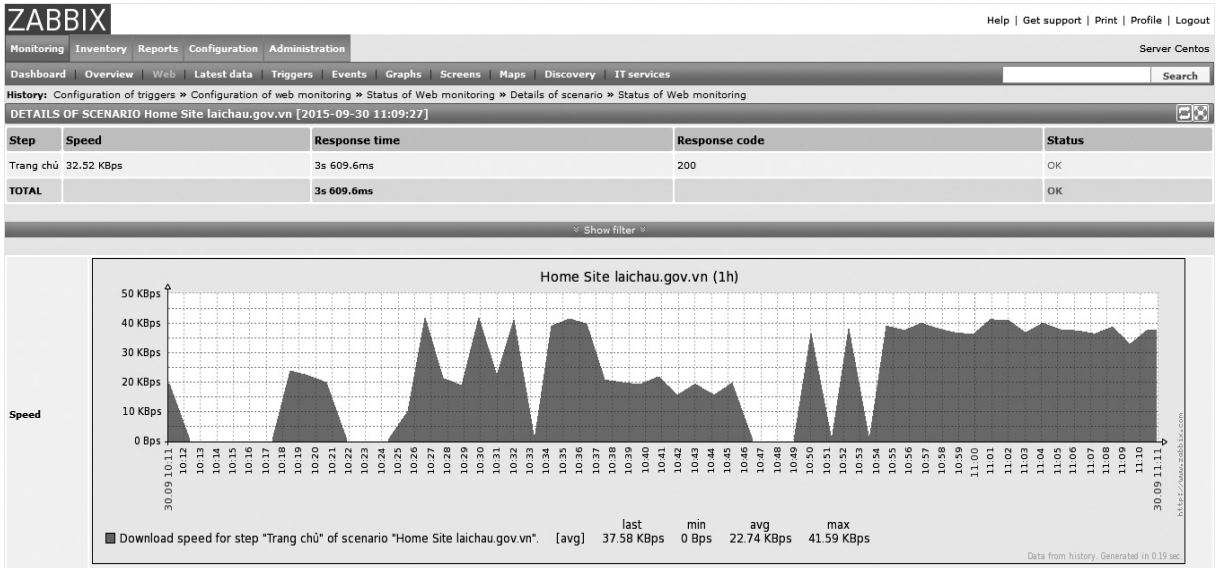 ZABBIX
Help | Get support | Print | Profile | Logout
Monitoring Inventory Reports Configuration Administration
Server Centos
Dashboard | Overview | Web | Latest data | Triggers | Events | Graphs | Screens | Maps | Discovery | IT services
Search
History: Configuration of triggers » Configuration of web monitoring » Status of Web monitoring » Details of scenario » Status of Web monitoring
DETAILS OF SCENARIO Home Site laichau.gov.vn [2015-09-30 11:09:27]
Step Speed Response time Response code Status
Trang chủ 32.52 KBps 3s 609.6ms 200 OK
TOTAL 3s 609.6ms OK
Show filter
Home Site laichau.gov.vn (1h)
50 KBps
40 KBps
30 KBps
20 KBps
10 KBps
0 Bps
Speed
30.09 10:11 10:12 10:13 10:14 10:15 10:16 10:17 10:18 10:19 10:20 10:21 10:22 10:23 10:24 10:25 10:26 10:27 10:28 10:29 10:30 10:31 10:32 10:33 10:34 10:35 10:36 10:37 10:38 10:39 10:40 10:41 10:42 10:43 10:44 10:45 10:46 10:47 10:48 10:49 10:50 10:51 10:52 10:53 10:54 10:55 10:56 10:57 10:58 10:59 11:00 11:01 11:02 11:03 11:04 11:05 11:06 11:07 11:08 11:09 11:10 30.09 11:11
http://www.zabbix.com
last min avg max
Download speed for step "Trang chủ" of scenario "Home Site laichau.gov.vn". [avg] 37.58 KBps 0 Bps 22.74 KBps 41.59 KBps
Data from history. Generated in 0.19 sec.